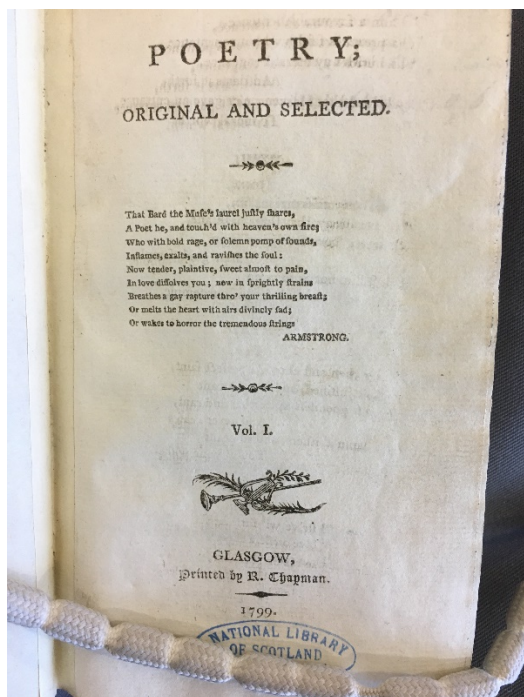 POETRY;
ORIGINAL AND SELECTED.
That Bard the Muſe's laurel juſtly ſhares,
A Poet he, and touch'd with heaven's own fire;
Who with bold rage, or ſolemn pomp of ſounds,
Inflames, exalts, and raviſhes the ſoul:
Now tender, plaintive, ſweet almoſt to pain,
In love diſſolves you; now in ſprightly ſtrains
Breathes a gay rapture thro' your thrilling breaſt;
Or melts the heart with airs divinely ſad;
Or wakes to horror the tremendous ſtrings
ARMSTRONG.
Vol. I.
GLASGOW,
Printed by R. Chapman.
1799.
NATIONAL LIBRARY
OF SCOTLAND